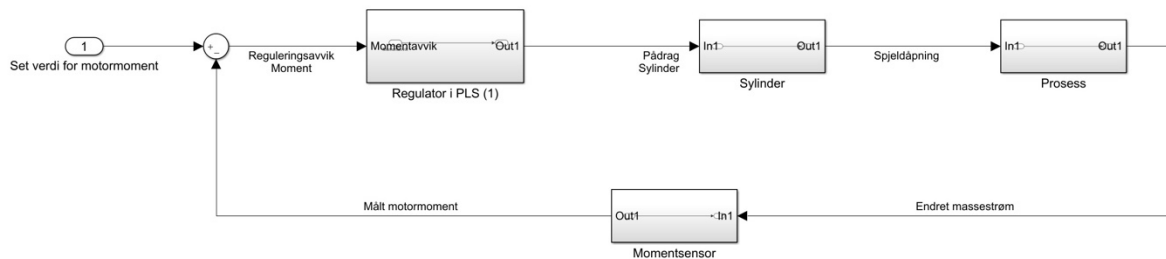 1
Set verdi for motormoment
+
-
Reguleringsavvik
Moment
Momentavvik
Out1
Regulator i PLS (1)
Pådrag
Sylinder
In1
Out1
Sylinder
Spjeldåpning
In1
Out1
Prosess
Målt motormoment
Out1
In1
Momentsensor
Endret massestrøm